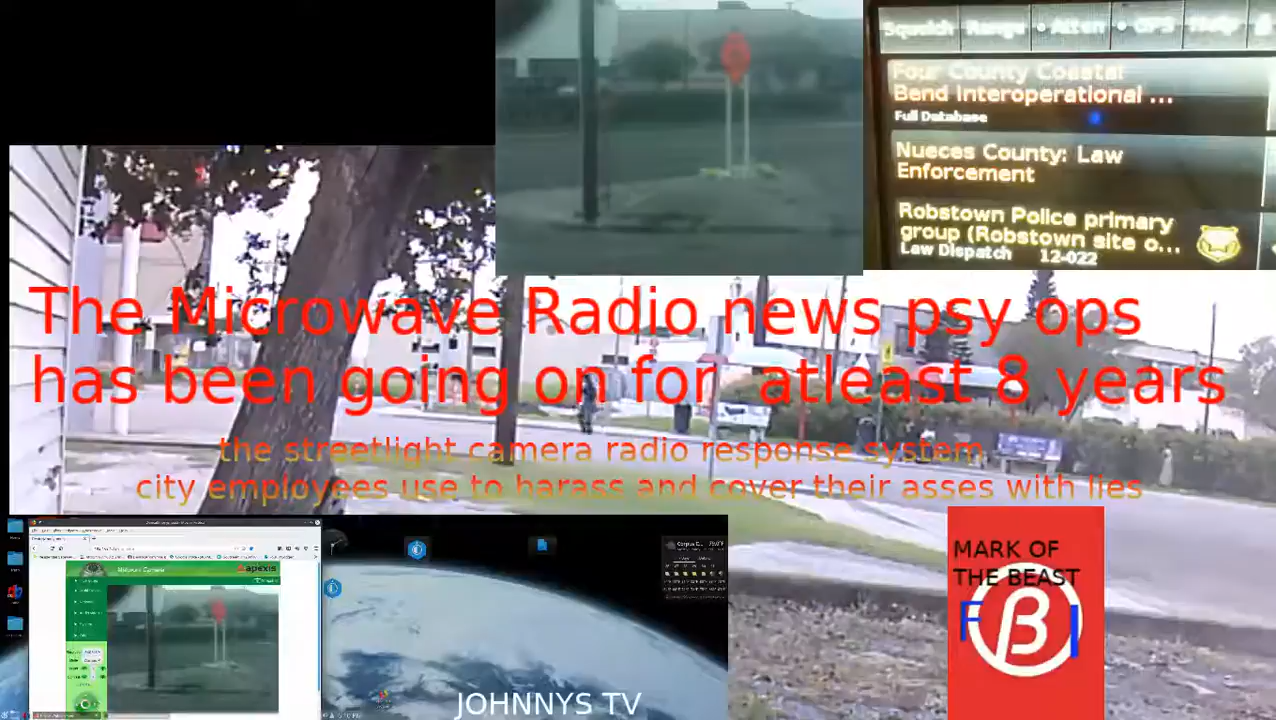 Squelch Range • Atten • GPS Help
Four County Coastal
Bend Interoperational ...
Full Database
Nueces County: Law
Enforcement
Robstown Police primary
group (Robstown site o...
Law Dispatch 12-022
The Microwave Radio news psy ops
has been going on for atleast 8 years
the streetlight camera radio response system
city employees use to harass and cover their asses with lies
apexis
MARK OF
THE BEAST
F β I
JOHNNYS TV